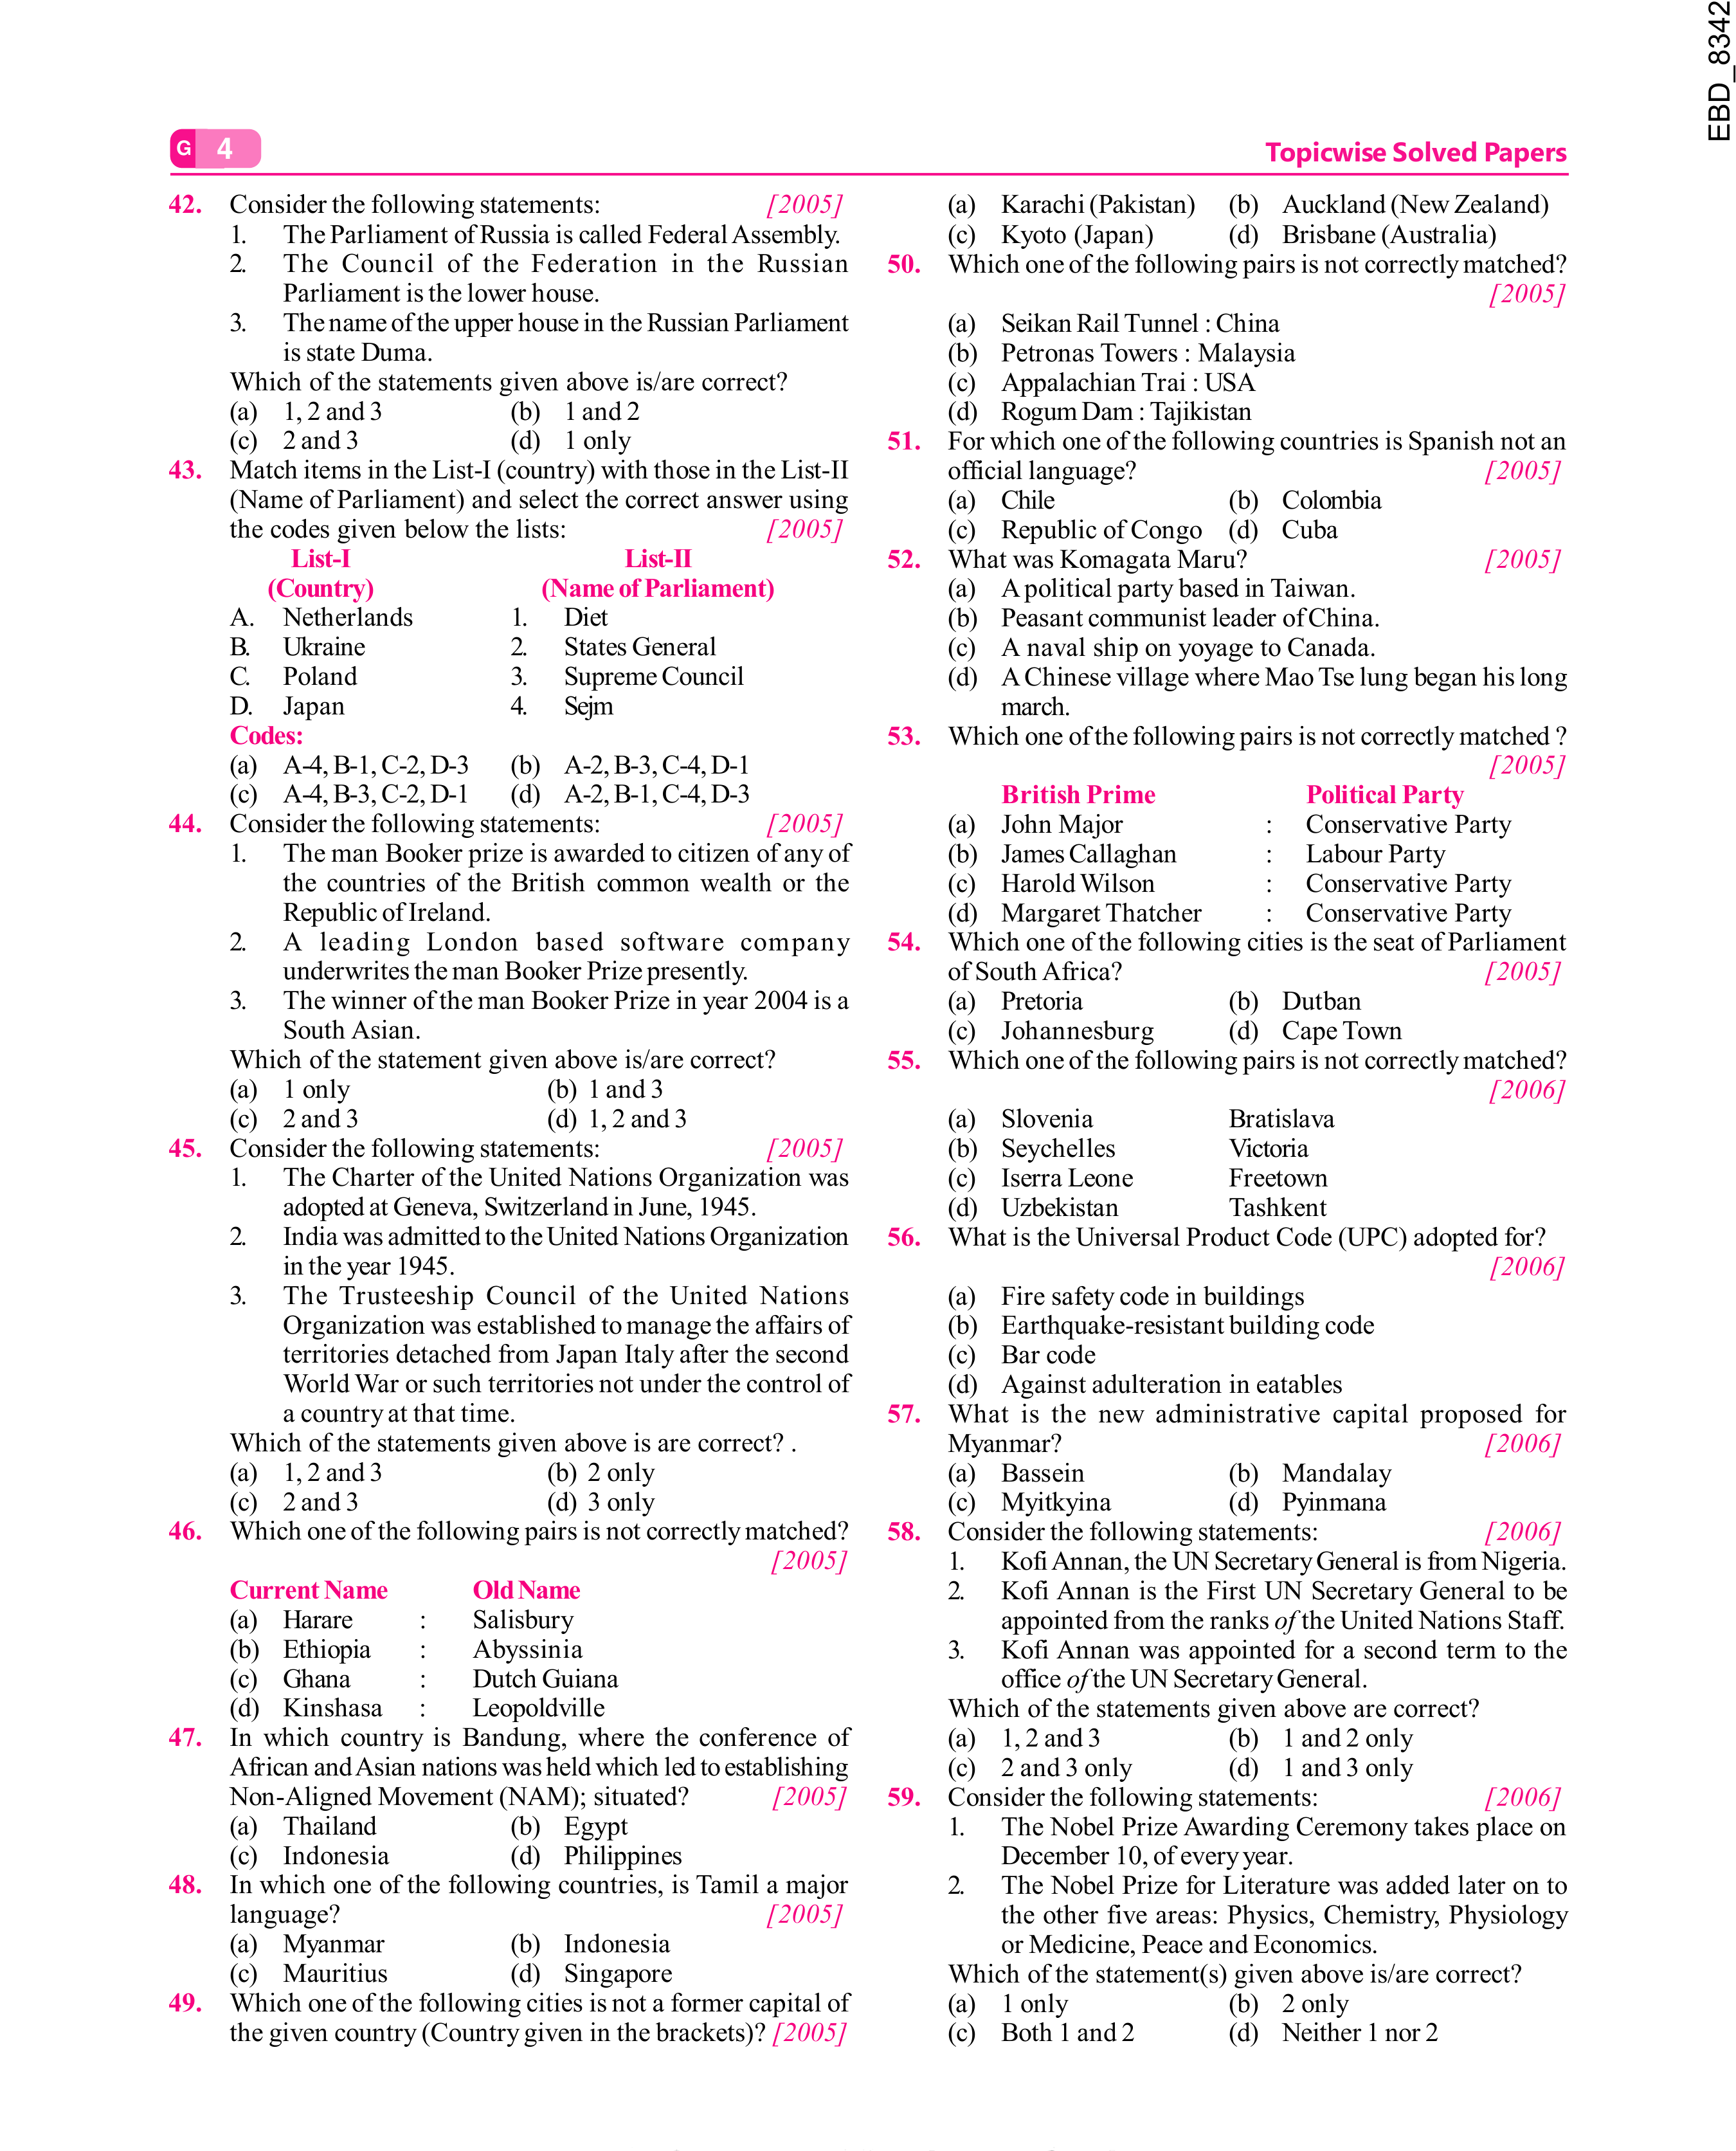 EBD_8342
G 4
Topicwise Solved Papers
42. Consider the following statements: [2005]
1. The Parliament of Russia is called Federal Assembly.
2. The Council of the Federation in the Russian
Parliament is the lower house.
3. The name of the upper house in the Russian Parliament
is state Duma.
Which of the statements given above is/are correct?
(a) 1, 2 and 3 (b) 1 and 2
(c) 2 and 3 (d) 1 only
43. Match items in the List-I (country) with those in the List-II
(Name of Parliament) and select the correct answer using
the codes given below the lists: [2005]
List-I List-II
(Country) (Name of Parliament)
A. Netherlands 1. Diet
B. Ukraine 2. States General
C. Poland 3. Supreme Council
D. Japan 4. Sejm
Codes:
(a) A-4, B-1, C-2, D-3 (b) A-2, B-3, C-4, D-1
(c) A-4, B-3, C-2, D-1 (d) A-2, B-1, C-4, D-3
44. Consider the following statements: [2005]
1. The man Booker prize is awarded to citizen of any of
the countries of the British common wealth or the
Republic of Ireland.
2. A leading London based software company
underwrites the man Booker Prize presently.
3. The winner of the man Booker Prize in year 2004 is a
South Asian.
Which of the statement given above is/are correct?
(a) 1 only (b) 1 and 3
(c) 2 and 3 (d) 1, 2 and 3
45. Consider the following statements: [2005]
1. The Charter of the United Nations Organization was
adopted at Geneva, Switzerland in June, 1945.
2. India was admitted to the United Nations Organization
in the year 1945.
3. The Trusteeship Council of the United Nations
Organization was established to manage the affairs of
territories detached from Japan Italy after the second
World War or such territories not under the control of
a country at that time.
Which of the statements given above is are correct? .
(a) 1, 2 and 3 (b) 2 only
(c) 2 and 3 (d) 3 only
46. Which one of the following pairs is not correctly matched?
[2005]
Current Name Old Name
(a) Harare : Salisbury
(b) Ethiopia : Abyssinia
(c) Ghana : Dutch Guiana
(d) Kinshasa : Leopoldville
47. In which country is Bandung, where the conference of
African and Asian nations was held which led to establishing
Non-Aligned Movement (NAM); situated? [2005]
(a) Thailand (b) Egypt
(c) Indonesia (d) Philippines
48. In which one of the following countries, is Tamil a major
language? [2005]
(a) Myanmar (b) Indonesia
(c) Mauritius (d) Singapore
49. Which one of the following cities is not a former capital of
the given country (Country given in the brackets)? [2005]
(a) Karachi (Pakistan) (b) Auckland (New Zealand)
(c) Kyoto (Japan) (d) Brisbane (Australia)
50. Which one of the following pairs is not correctly matched?
[2005]
(a) Seikan Rail Tunnel : China
(b) Petronas Towers : Malaysia
(c) Appalachian Trai : USA
(d) Rogum Dam : Tajikistan
51. For which one of the following countries is Spanish not an
official language? [2005]
(a) Chile (b) Colombia
(c) Republic of Congo (d) Cuba
52. What was Komagata Maru? [2005]
(a) A political party based in Taiwan.
(b) Peasant communist leader of China.
(c) A naval ship on yoyage to Canada.
(d) A Chinese village where Mao Tse lung began his long
march.
53. Which one of the following pairs is not correctly matched ?
[2005]
British Prime Political Party
(a) John Major : Conservative Party
(b) James Callaghan : Labour Party
(c) Harold Wilson : Conservative Party
(d) Margaret Thatcher : Conservative Party
54. Which one of the following cities is the seat of Parliament
of South Africa? [2005]
(a) Pretoria (b) Dutban
(c) Johannesburg (d) Cape Town
55. Which one of the following pairs is not correctly matched?
[2006]
(a) Slovenia Bratislava
(b) Seychelles Victoria
(c) Iserra Leone Freetown
(d) Uzbekistan Tashkent
56. What is the Universal Product Code (UPC) adopted for?
[2006]
(a) Fire safety code in buildings
(b) Earthquake-resistant building code
(c) Bar code
(d) Against adulteration in eatables
57. What is the new administrative capital proposed for
Myanmar? [2006]
(a) Bassein (b) Mandalay
(c) Myitkyina (d) Pyinmana
58. Consider the following statements: [2006]
1. Kofi Annan, the UN Secretary General is from Nigeria.
2. Kofi Annan is the First UN Secretary General to be
appointed from the ranks of the United Nations Staff.
3. Kofi Annan was appointed for a second term to the
office of the UN Secretary General.
Which of the statements given above are correct?
(a) 1, 2 and 3 (b) 1 and 2 only
(c) 2 and 3 only (d) 1 and 3 only
59. Consider the following statements: [2006]
1. The Nobel Prize Awarding Ceremony takes place on
December 10, of every year.
2. The Nobel Prize for Literature was added later on to
the other five areas: Physics, Chemistry, Physiology
or Medicine, Peace and Economics.
Which of the statement(s) given above is/are correct?
(a) 1 only (b) 2 only
(c) Both 1 and 2 (d) Neither 1 nor 2